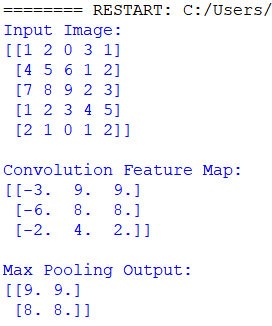 ======== RESTART: C:/Users/
Input Image:
[[1 2 0 3 1]
[4 5 6 1 2]
[7 8 9 2 3]
[1 2 3 4 5]
[2 1 0 1 2]]
Convolution Feature Map:
[[-3. 9. 9.]
[-6. 8. 8.]
[-2. 4. 2.]]
Max Pooling Output:
[[9. 9.]
[8. 8.]]